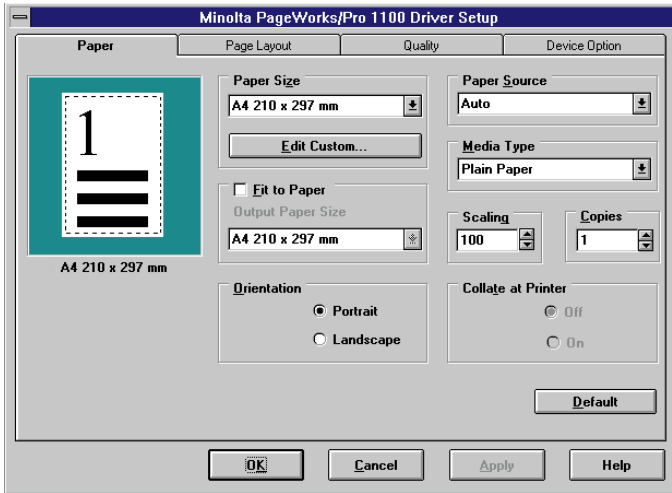 Minolta PageWorks/Pro 1100 Driver Setup
Paper
Page Layout
Quality
Device Option
1
A4 210 x 297 mm
Paper Size
A4 210 x 297 mm
Edit Custom...
Fit to Paper
Output Paper Size
A4 210 x 297 mm
Orientation
Portrait
Landscape
Paper Source
Auto
Media Type
Plain Paper
Scaling
100
Copies
1
Collate at Printer
Off
On
Default
OK
Cancel
Apply
Help